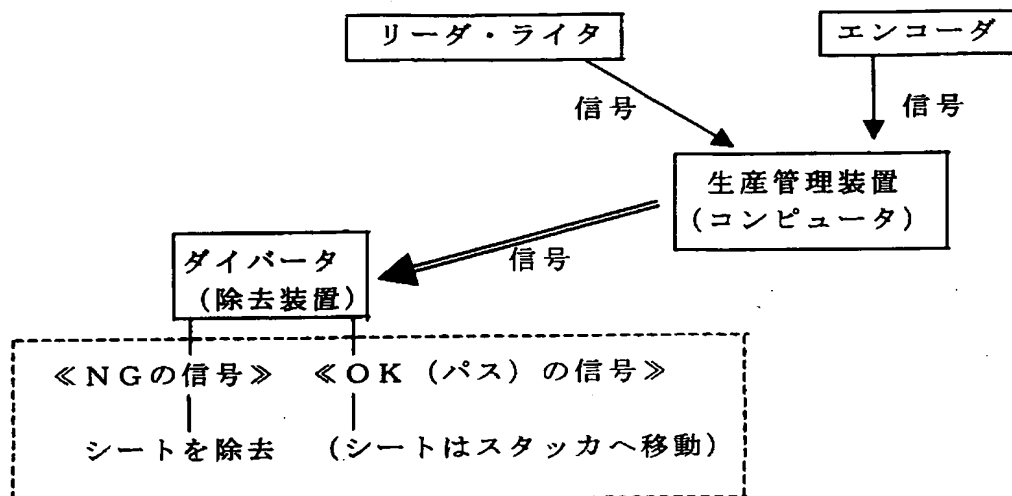 リーダ・ライタ
エンコーダ
信号
信号
生産管理装置
(コンピュータ)
信号
ダイバータ
(除去装置)
≪NGの信号≫ ≪OK(パス)の信号≫
シートを除去 (シートはスタッカへ移動)